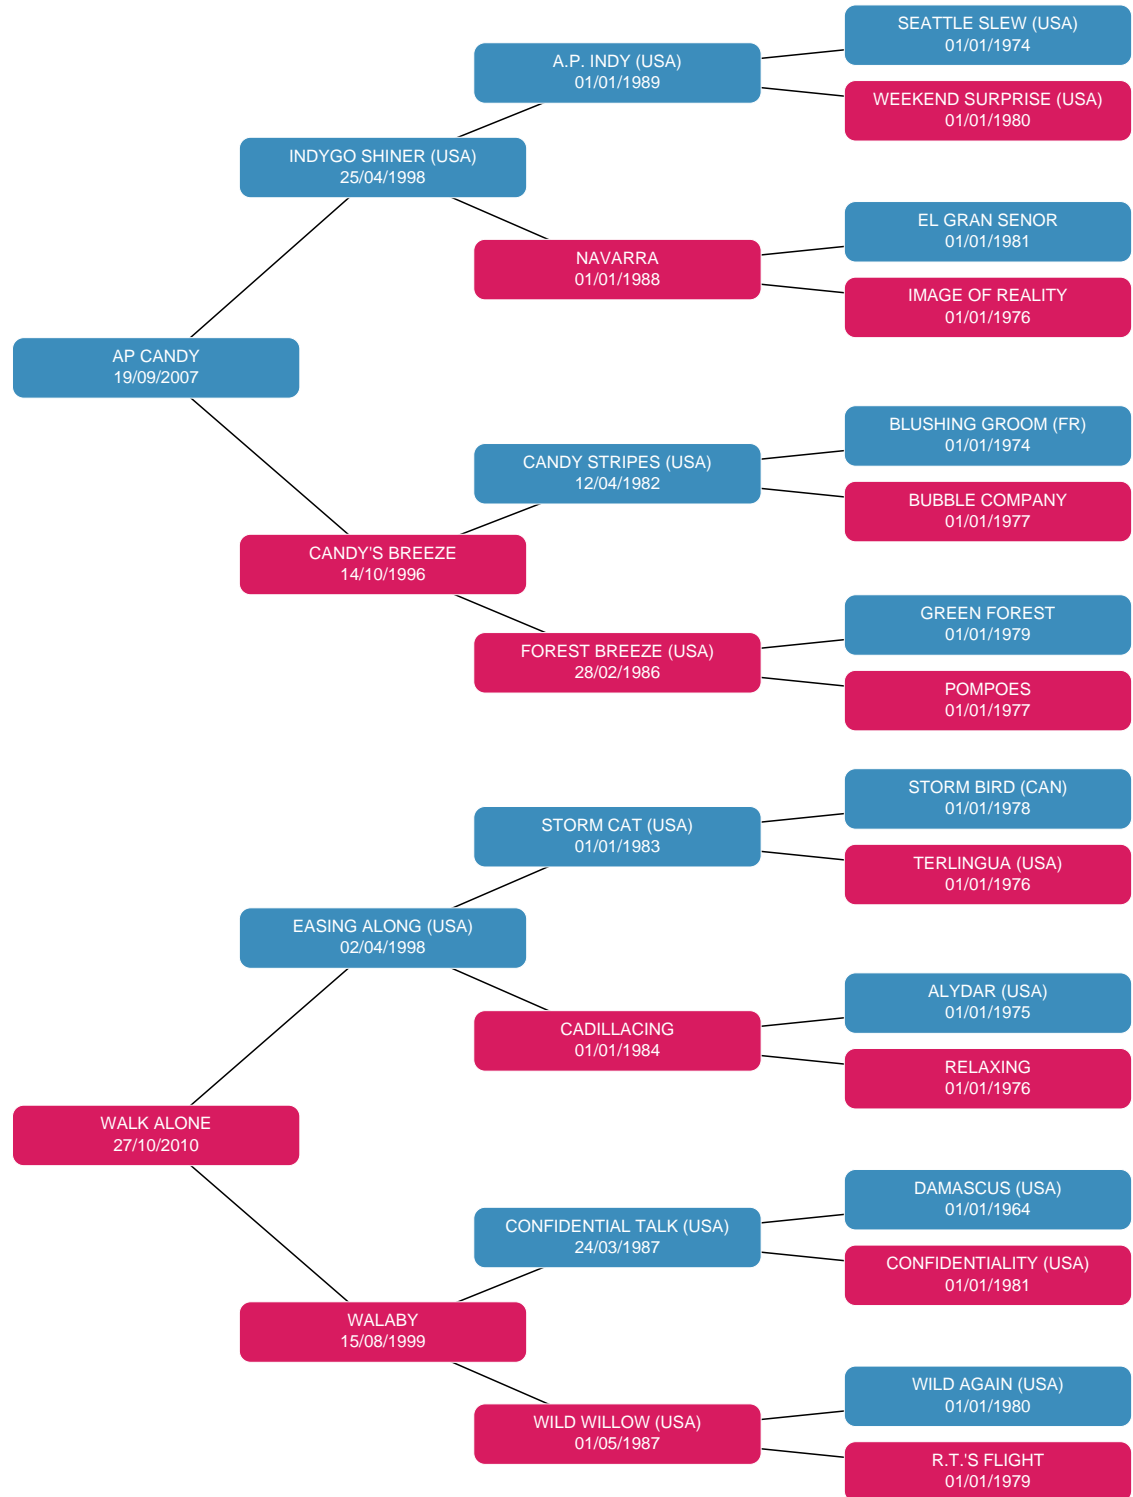 SEATTLE SLEW (USA)
01/01/1974
A.P. INDY (USA)
01/01/1989
WEEKEND SURPRISE (USA)
01/01/1980
INDYGO SHINER (USA)
25/04/1998
EL GRAN SENOR
01/01/1981
NAVARRA
01/01/1988
IMAGE OF REALITY
01/01/1976
AP CANDY
19/09/2007
BLUSHING GROOM (FR)
01/01/1974
CANDY STRIPES (USA)
12/04/1982
BUBBLE COMPANY
01/01/1977
CANDY'S BREEZE
14/10/1996
GREEN FOREST
01/01/1979
FOREST BREEZE (USA)
28/02/1986
POMPOES
01/01/1977
STORM BIRD (CAN)
01/01/1978
STORM CAT (USA)
01/01/1983
TERLINGUA (USA)
01/01/1976
EASING ALONG (USA)
02/04/1998
ALYDAR (USA)
01/01/1975
CADILLACING
01/01/1984
RELAXING
01/01/1976
WALK ALONE
27/10/2010
DAMASCUS (USA)
01/01/1964
CONFIDENTIAL TALK (USA)
24/03/1987
CONFIDENTIALITY (USA)
01/01/1981
WALABY
15/08/1999
WILD AGAIN (USA)
01/01/1980
WILD WILLOW (USA)
01/05/1987
R.T.'S FLIGHT
01/01/1979